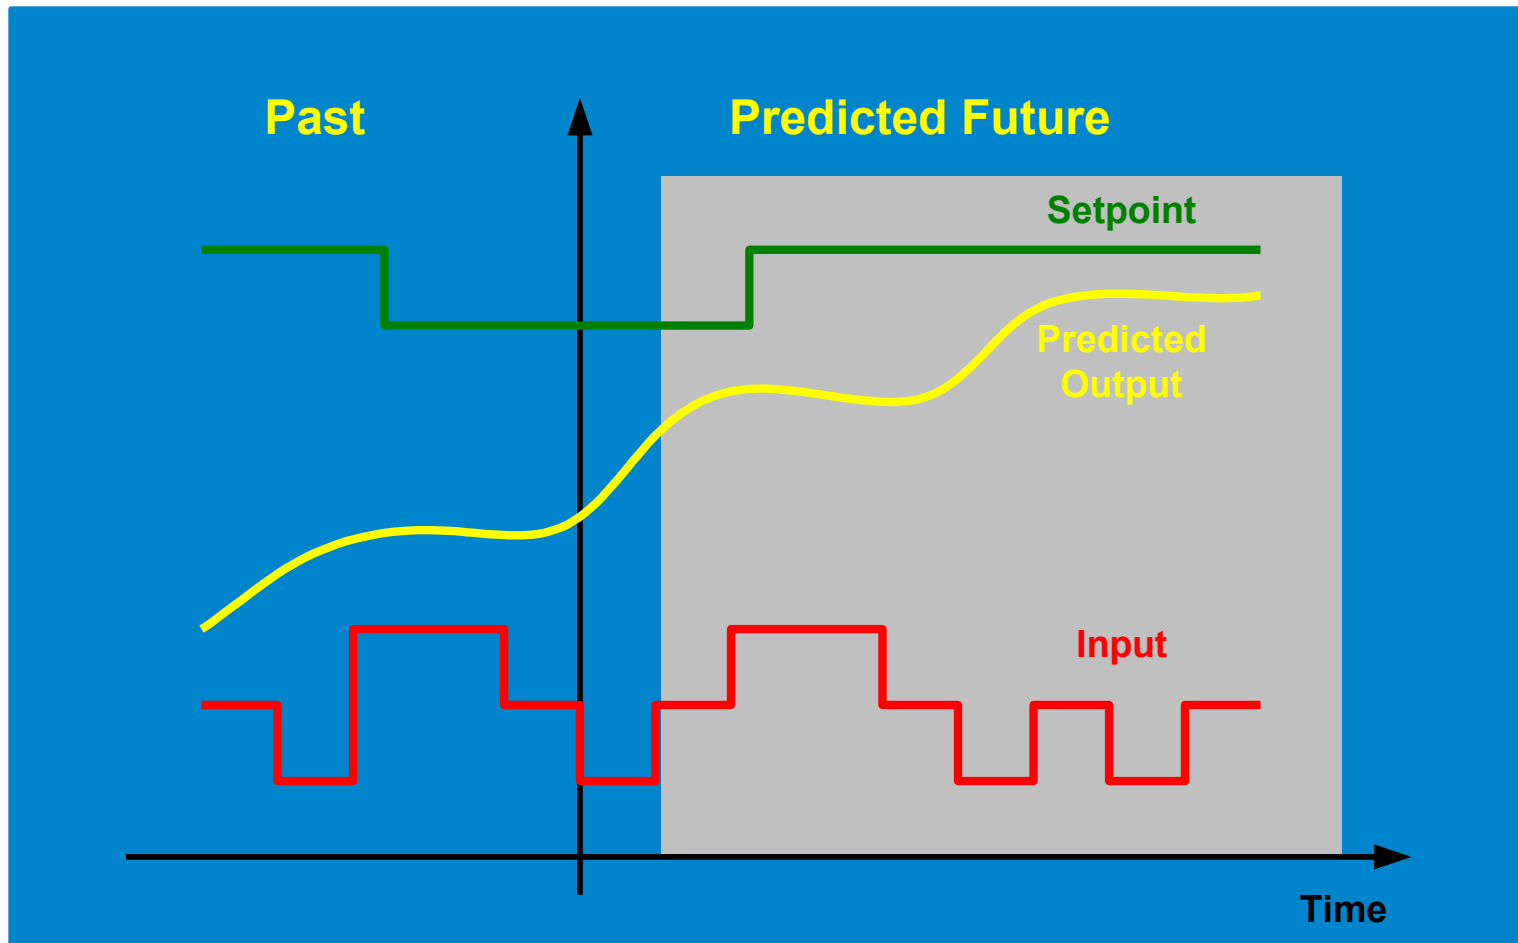 Past
Predicted Future
Setpoint
Predicted
Output
Input
Time